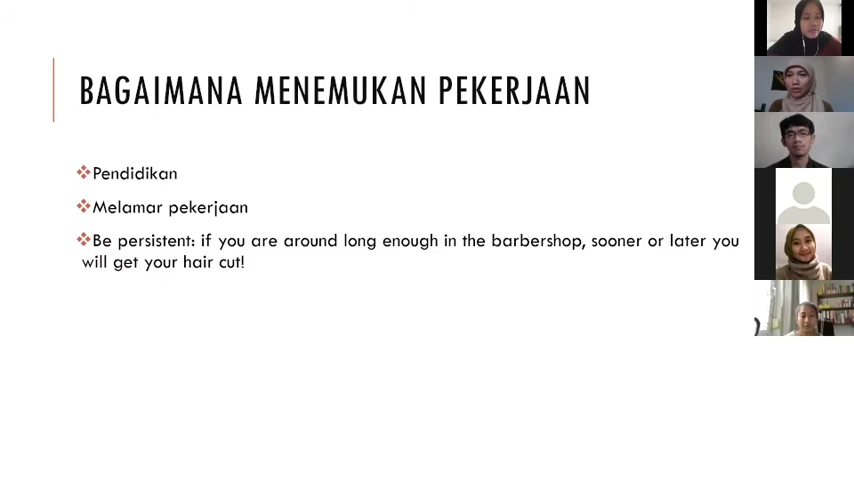 BAGAIMANA MENEMUKAN PEKERJAAN
Pendidikan
Melamar pekerjaan
Be persistent: if you are around long enough in the barbershop, sooner or later you
will get your hair cut!